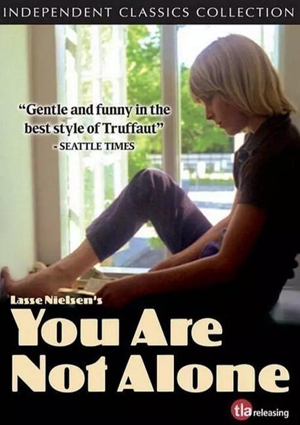 INDEPENDENT CLASSICS COLLECTION
“Gentle and funny in the
best style of Truffaut”
- SEATTLE TIMES
Lasse Nielsen's
You Are
Not Alone
tla releasing